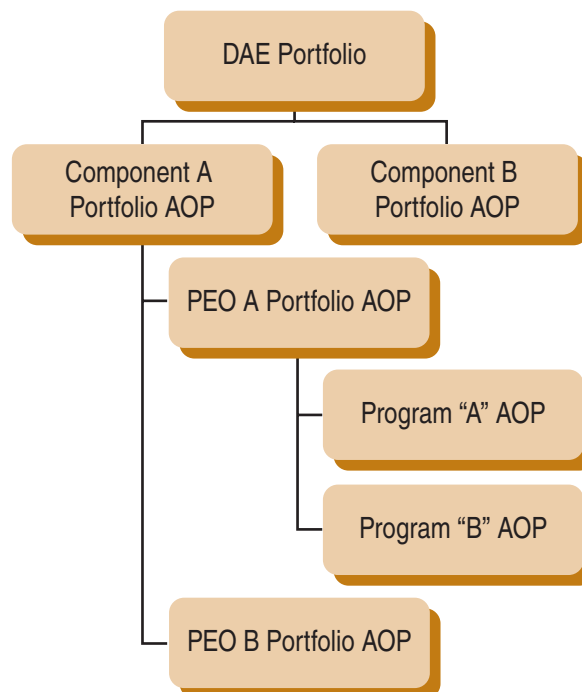 DAE Portfolio
Component A
Portfolio AOP
Component B
Portfolio AOP
PEO A Portfolio AOP
Program “A” AOP
Program “B” AOP
PEO B Portfolio AOP